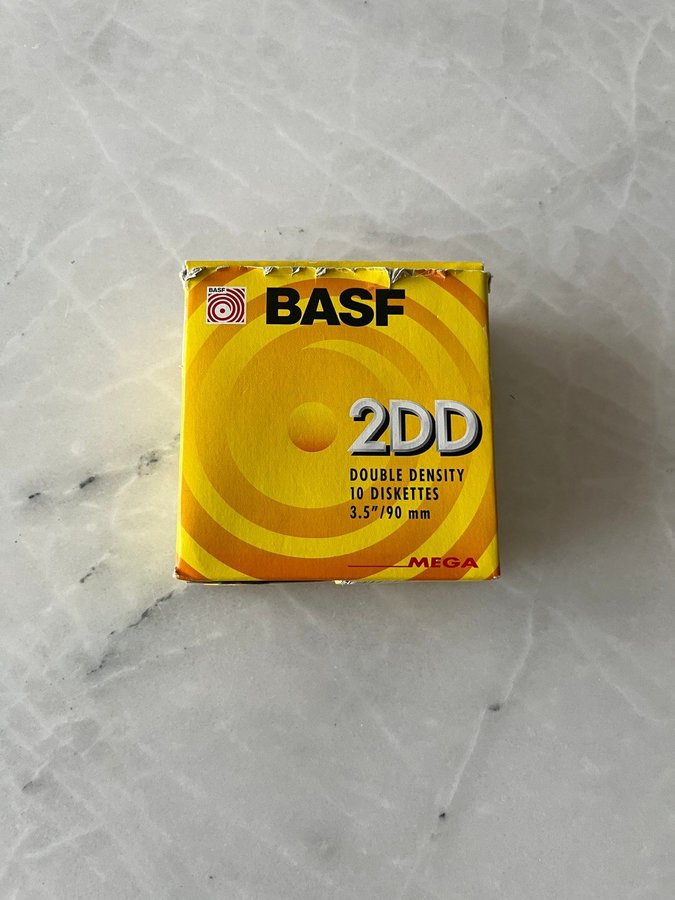 BASF
BASF
2DD
DOUBLE DENSITY
10 DISKETTES
3.5"/90 mm
MEGA